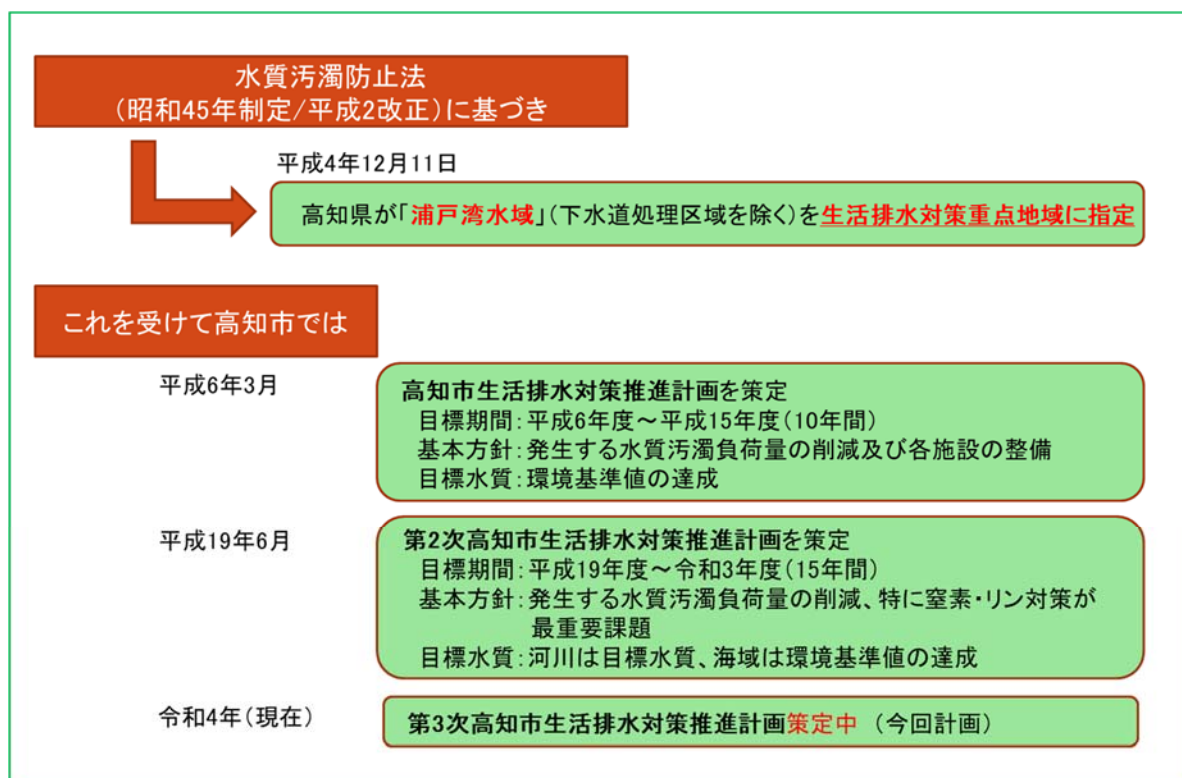 水質汚濁防止法
（昭和45年制定/平成2改正）に基づき
平成4年12月11日
高知県が「浦戸湾水域」（下水道処理区域を除く）を生活排水対策重点地域に指定
これを受けて高知市では
平成6年3月
高知市生活排水対策推進計画を策定
目標期間：平成6年度～平成15年度（10年間）
基本方針：発生する水質汚濁負荷量の削減及び各施設の整備
目標水質：環境基準値の達成
平成19年6月
第2次高知市生活排水対策推進計画を策定
目標期間：平成19年度～令和3年度（15年間）
基本方針：発生する水質汚濁負荷量の削減、特に窒素・リン対策が
最重要課題
目標水質：河川は目標水質、海域は環境基準値の達成
令和4年（現在）
第3次高知市生活排水対策推進計画策定中 （今回計画）